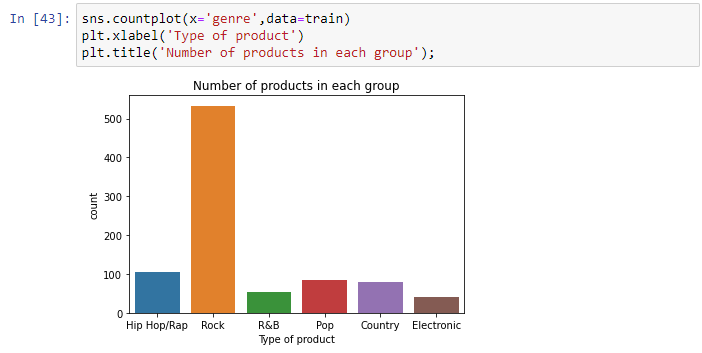 In [43]: sns.countplot(x='genre',data=train)
plt.xlabel('Type of product')
plt.title('Number of products in each group');
Number of products in each group
500
400
300
200
100
0
count
Hip Hop/Rap Rock R&B Pop Country Electronic
Type of product